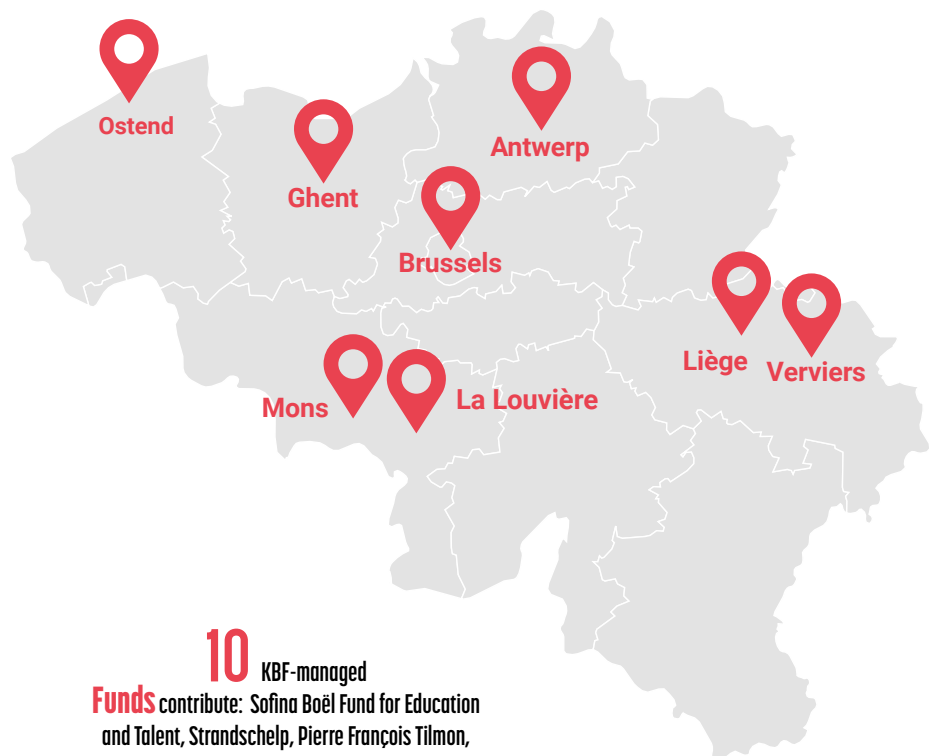 Ostend
Antwerp
Ghent
Brussels
Liège
Verviers
Mons
La Louvière
10 KBF-managed
Funds contribute: Sofina Boël Fund for Education
and Talent, Strandschelp, Pierre François Tilmon,